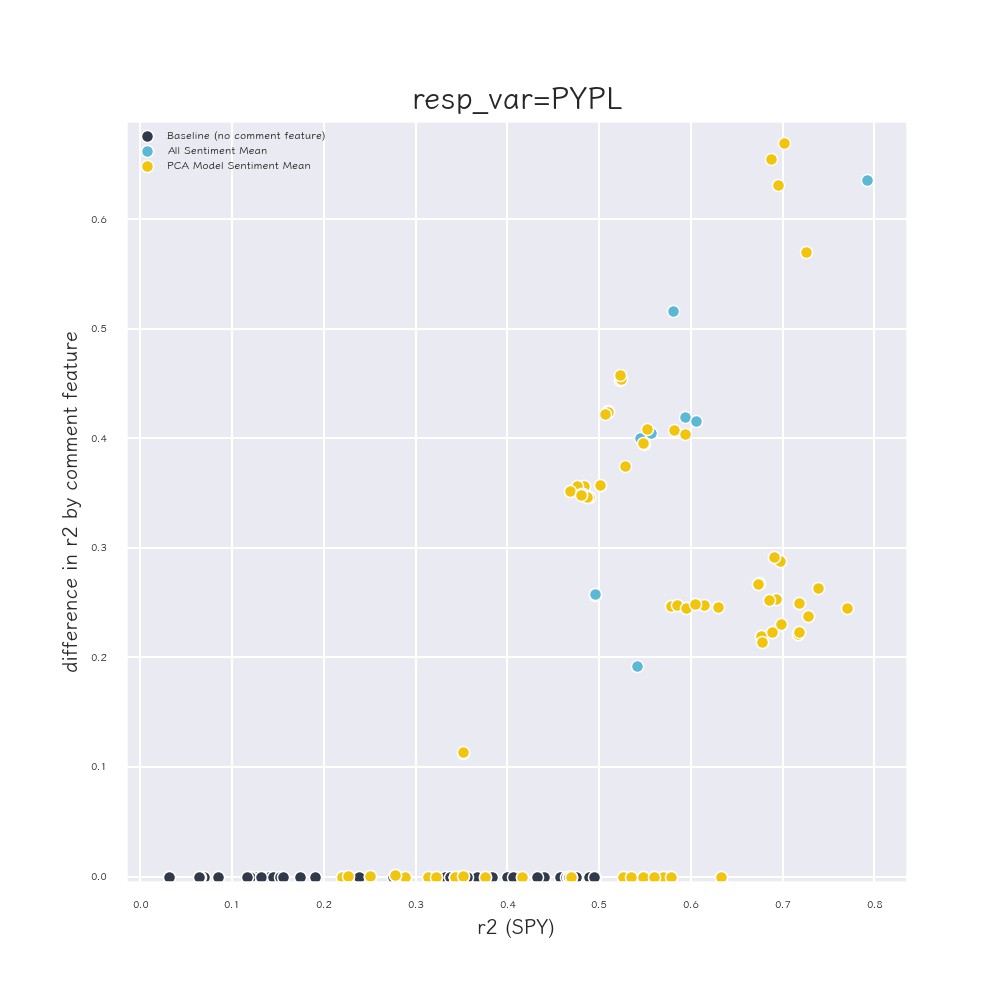 resp_var=PYPL
Baseline (no comment feature)
All Sentiment Mean
PCA Model Sentiment Mean
difference in r2 by comment feature
0.6
0.5
0.4
0.3
0.2
0.1
0.0
0.0 0.1 0.2 0.3 0.4 0.5 0.6 0.7 0.8
r2 (SPY)